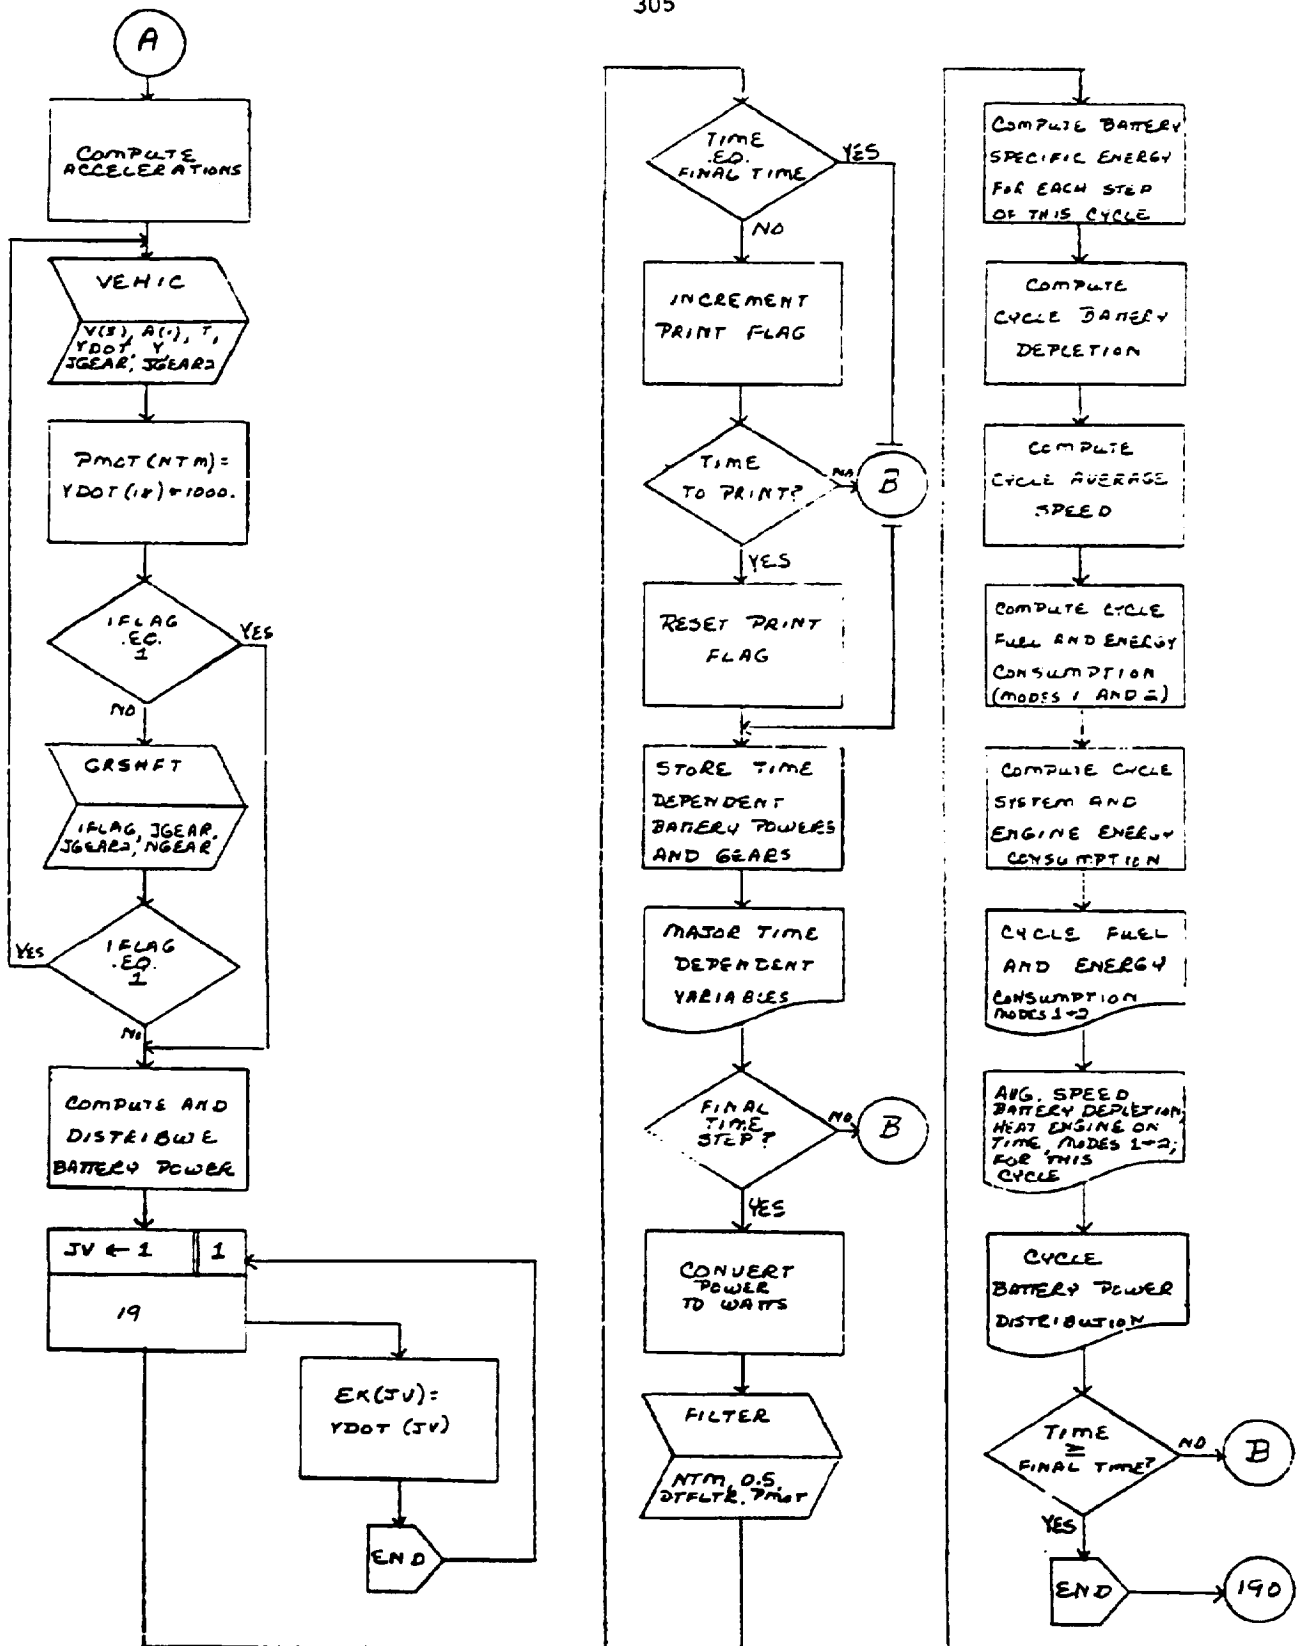 305
A
COMPUTE
ACCELERATIONS
VEHIC
V(3), A(1), T,
YDOT, Y,
JGEAR, JGEAR2
PMOT(NTM)=
YDOT(18)*1000.
IFLAG
.EQ.
1
YES
NO
GRSHFT
IFLAG, JGEAR,
JGEAR2, NGEAR
IFLAG
.EQ.
1
YES
NO
COMPUTE AND
DISTRIBUTE
BATTERY POWER
JV ← 1 1
19
EK(JV)=
YDOT (JV)
END
TIME
.EQ.
FINAL TIME
YES
NO
INCREMENT
PRINT FLAG
TIME
TO PRINT?
NO
B
YES
RESET PRINT
FLAG
STORE TIME
DEPENDENT
BATTERY POWERS
AND GEARS
MAJOR TIME
DEPENDENT
VARIABLES
FINAL
TIME
STEP?
NO
B
YES
CONVERT
POWER
TO WATTS
FILTER
NTM, 0.5,
DTFLTR, PMOT
COMPUTE BATTERY
SPECIFIC ENERGY
FOR EACH STEP
OF THIS CYCLE
COMPUTE
CYCLE BATTERY
DEPLETION
COMPUTE
CYCLE AVERAGE
SPEED
COMPUTE CYCLE
FUEL AND ENERGY
CONSUMPTION
(MODES 1 AND 2)
COMPUTE CYCLE
SYSTEM AND
ENGINE ENERGY
CONSUMPTION
CYCLE FUEL
AND ENERGY
CONSUMPTION
MODES 1+2
AVG. SPEED
BATTERY DEPLETION,
HEAT ENGINE ON
TIME, MODES 1+2,
FOR THIS
CYCLE
CYCLE
BATTERY POWER
DISTRIBUTION
TIME
≥
FINAL TIME?
NO
B
YES
END
190